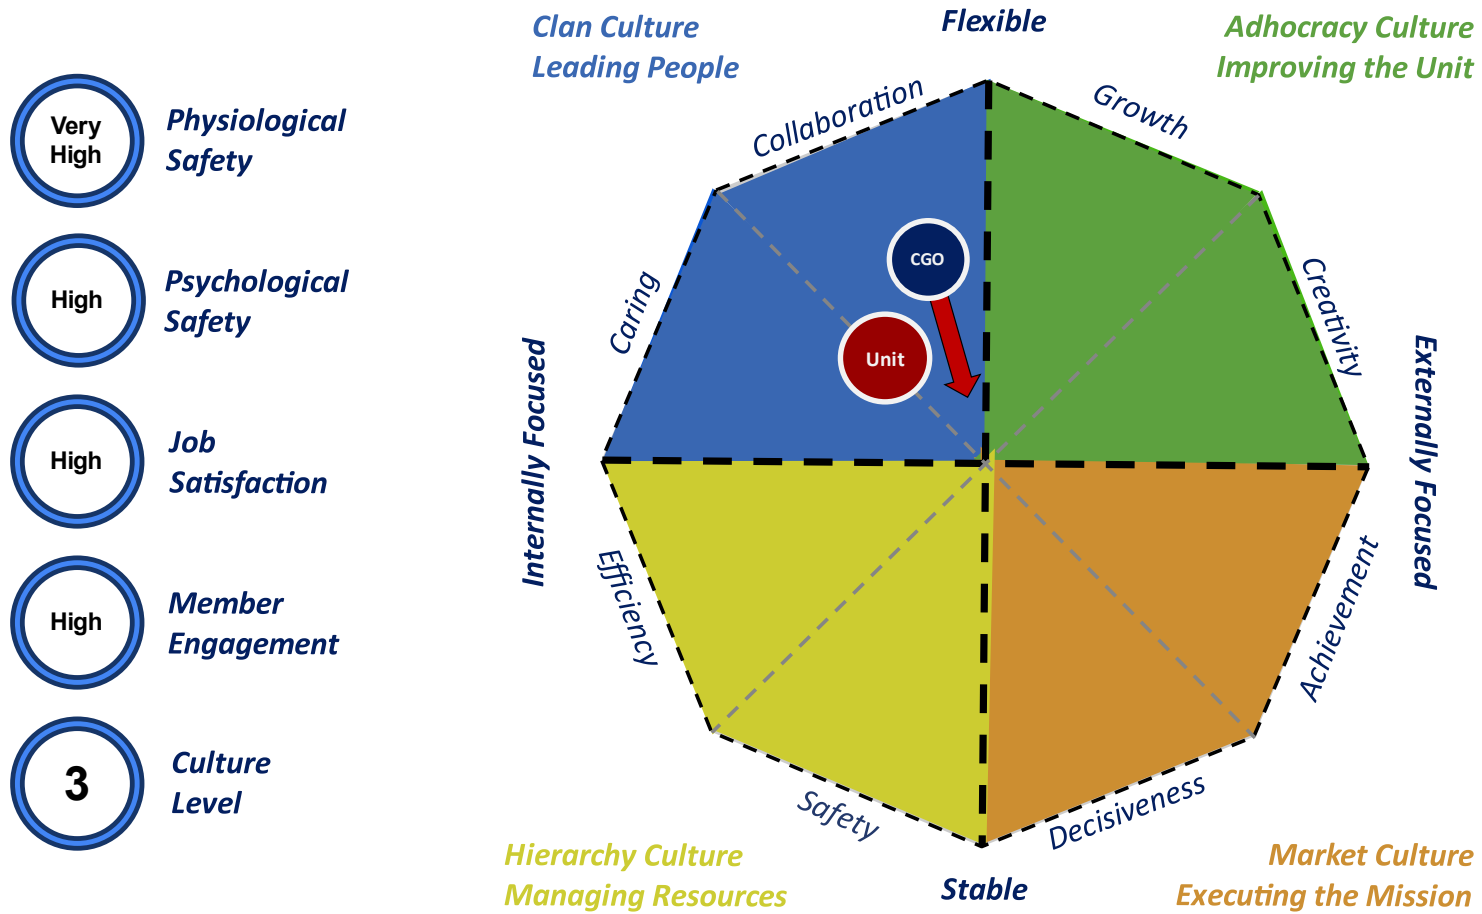 Very
High
Physiological
Safety
High
Psychological
Safety
High
Job
Satisfaction
High
Member
Engagement
3
Culture
Level
Clan Culture
Leading People
Flexible
Adhocracy Culture
Improving the Unit
Collaboration
Growth
Caring
Creativity
CGO
Unit
Internally Focused
Externally Focused
Efficiency
Achievement
Safety
Decisiveness
Hierarchy Culture
Managing Resources
Stable
Market Culture
Executing the Mission